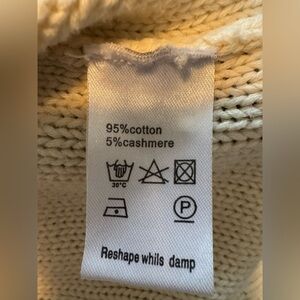 95%cotton
5%cashmere
30°C
P
Reshape whils damp